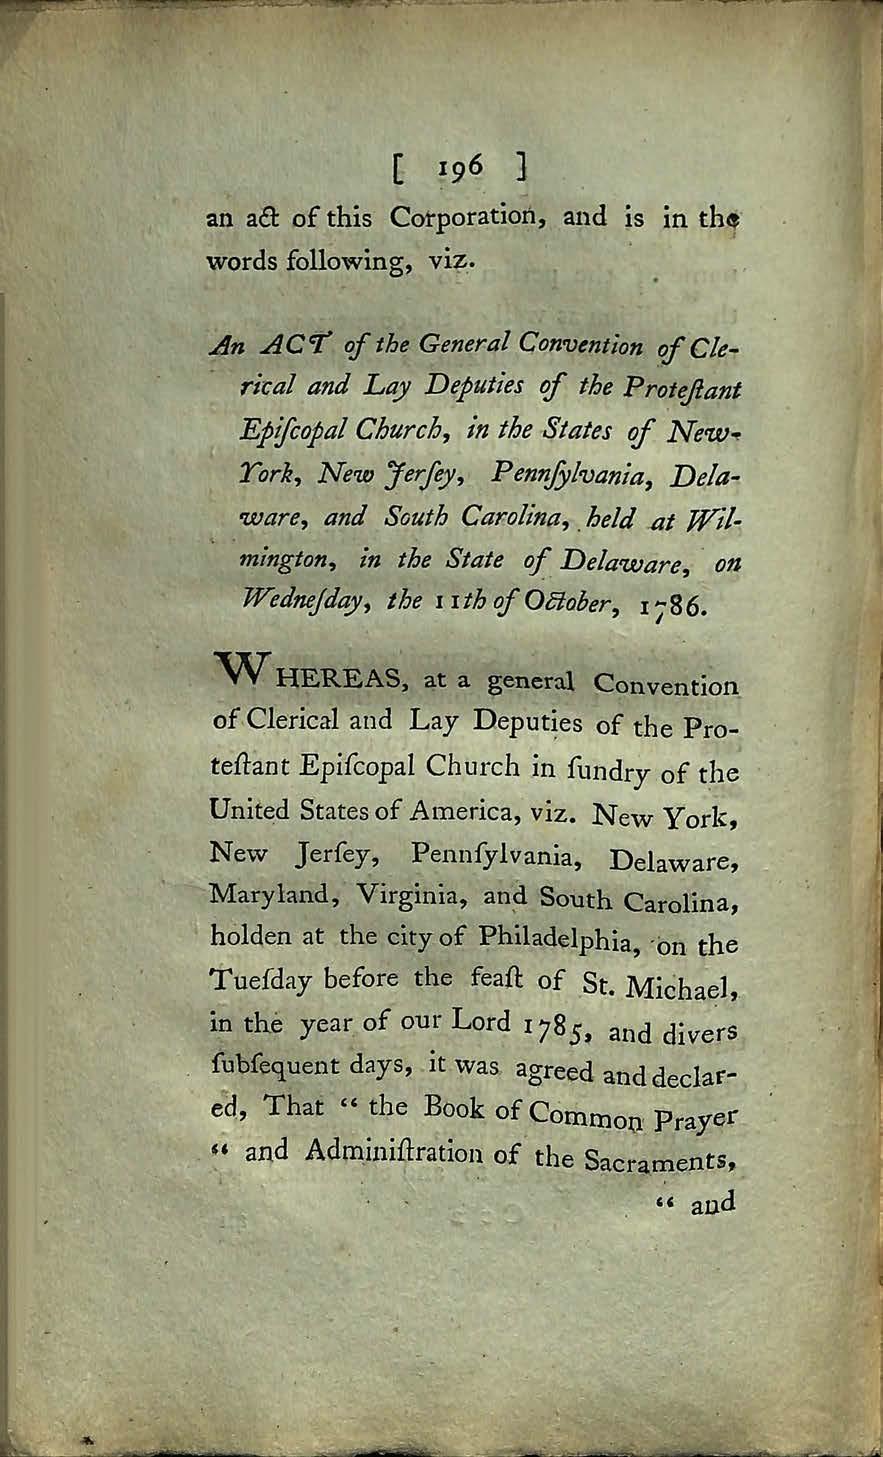 [ 196 ]
an act of this Corporation, and is in the
words following, viz.
An ACT of the General Convention of Cle-
rical and Lay Deputies of the Proteſtant
Epiſcopal Church, in the States of New-
York, New Jerſey, Pennſylvania, Dela-
ware, and South Carolina, held at Wil-
mington, in the State of Delaware, on
Wedneſday, the 11th of October, 1786.
WHEREAS, at a general Convention
of Clerical and Lay Deputies of the Pro-
teſtant Epiſcopal Church in ſundry of the
United States of America, viz. New York,
New Jerſey, Pennſylvania, Delaware,
Maryland, Virginia, and South Carolina,
holden at the city of Philadelphia, on the
Tueſday before the feaſt of St. Michael,
in the year of our Lord 1785, and divers
ſubſequent days, it was agreed and declar-
ed, That “ the Book of Common Prayer
“ and Adminiſtration of the Sacraments,
“ and